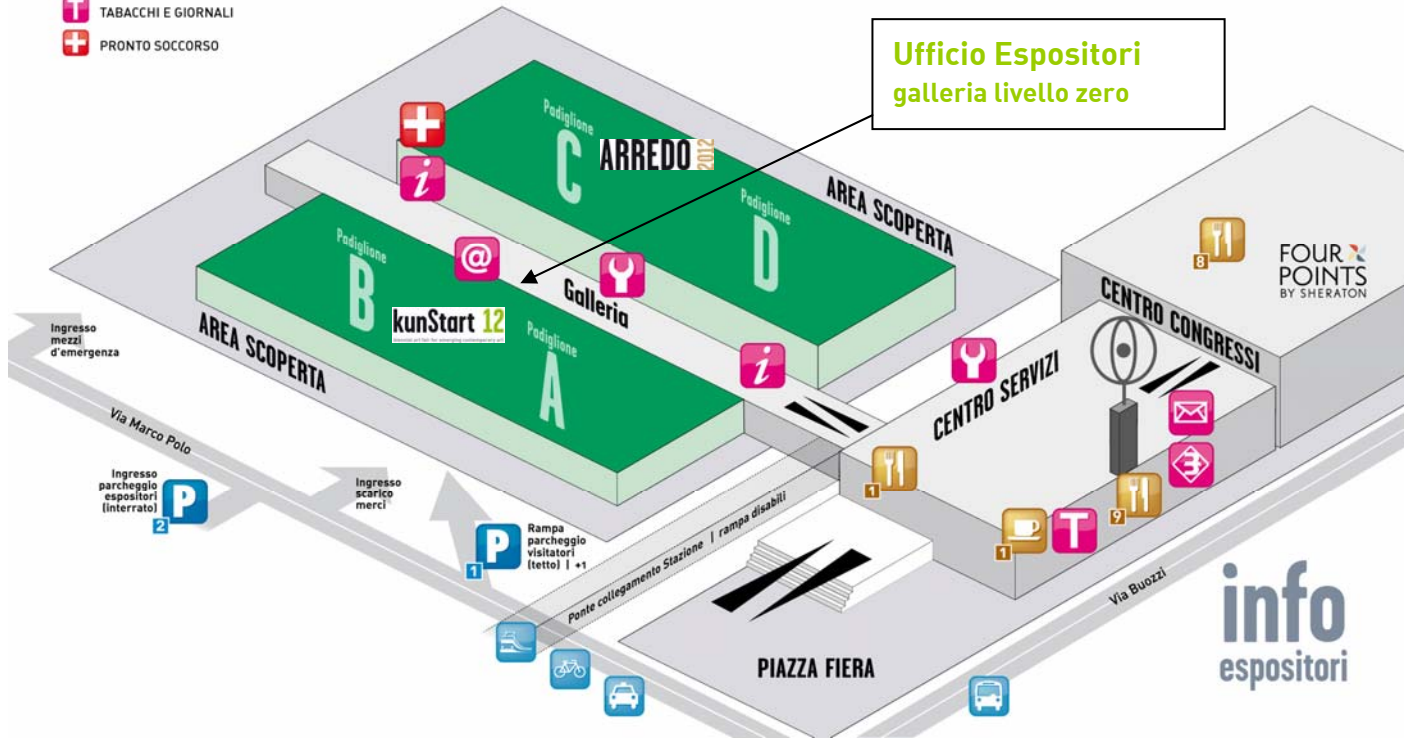 T TABACCHI E GIORNALI
PRONTO SOCCORSO
Ufficio Espositori
galleria livello zero
Padiglione
C
ARREDO 2012
Padiglione
D
AREA SCOPERTA
i
@
Padiglione
B
kunStart 12
Galleria
Padiglione
A
AREA SCOPERTA
i
8
FOUR
POINTS
BY SHERATON
CENTRO CONGRESSI
CENTRO SERVIZI
1
3
9
1
T
Ingresso
mezzi
d'emergenza
Via Marco Polo
Ingresso
parcheggio
espositori
(interrato)
P
2
Ingresso
scarico
merci
P
1
Rampa
parcheggio
visitatori
(tetto) | +1
Ponte collegamento Stazione | rampa disabili
Via Buozzi
PIAZZA FIERA
info
espositori